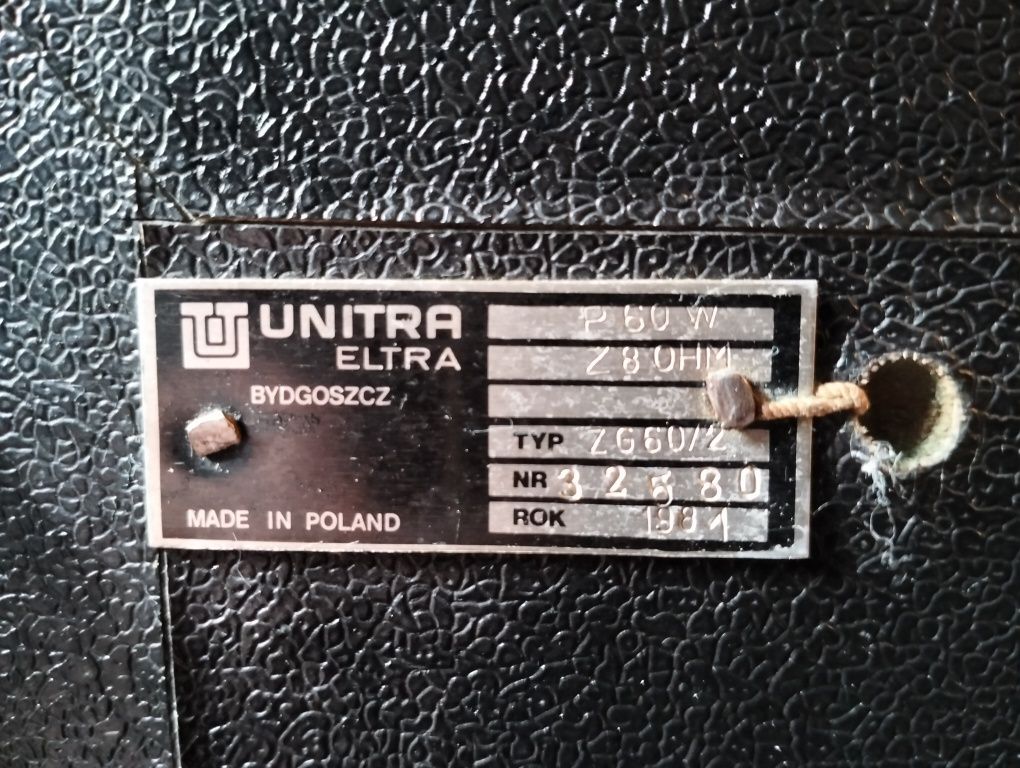 UNITRA
ELTRA
BYDGOSZCZ
MADE IN POLAND
P 60 W
Z 8 OHM
TYP ZG60/2
NR 32580
ROK 1981